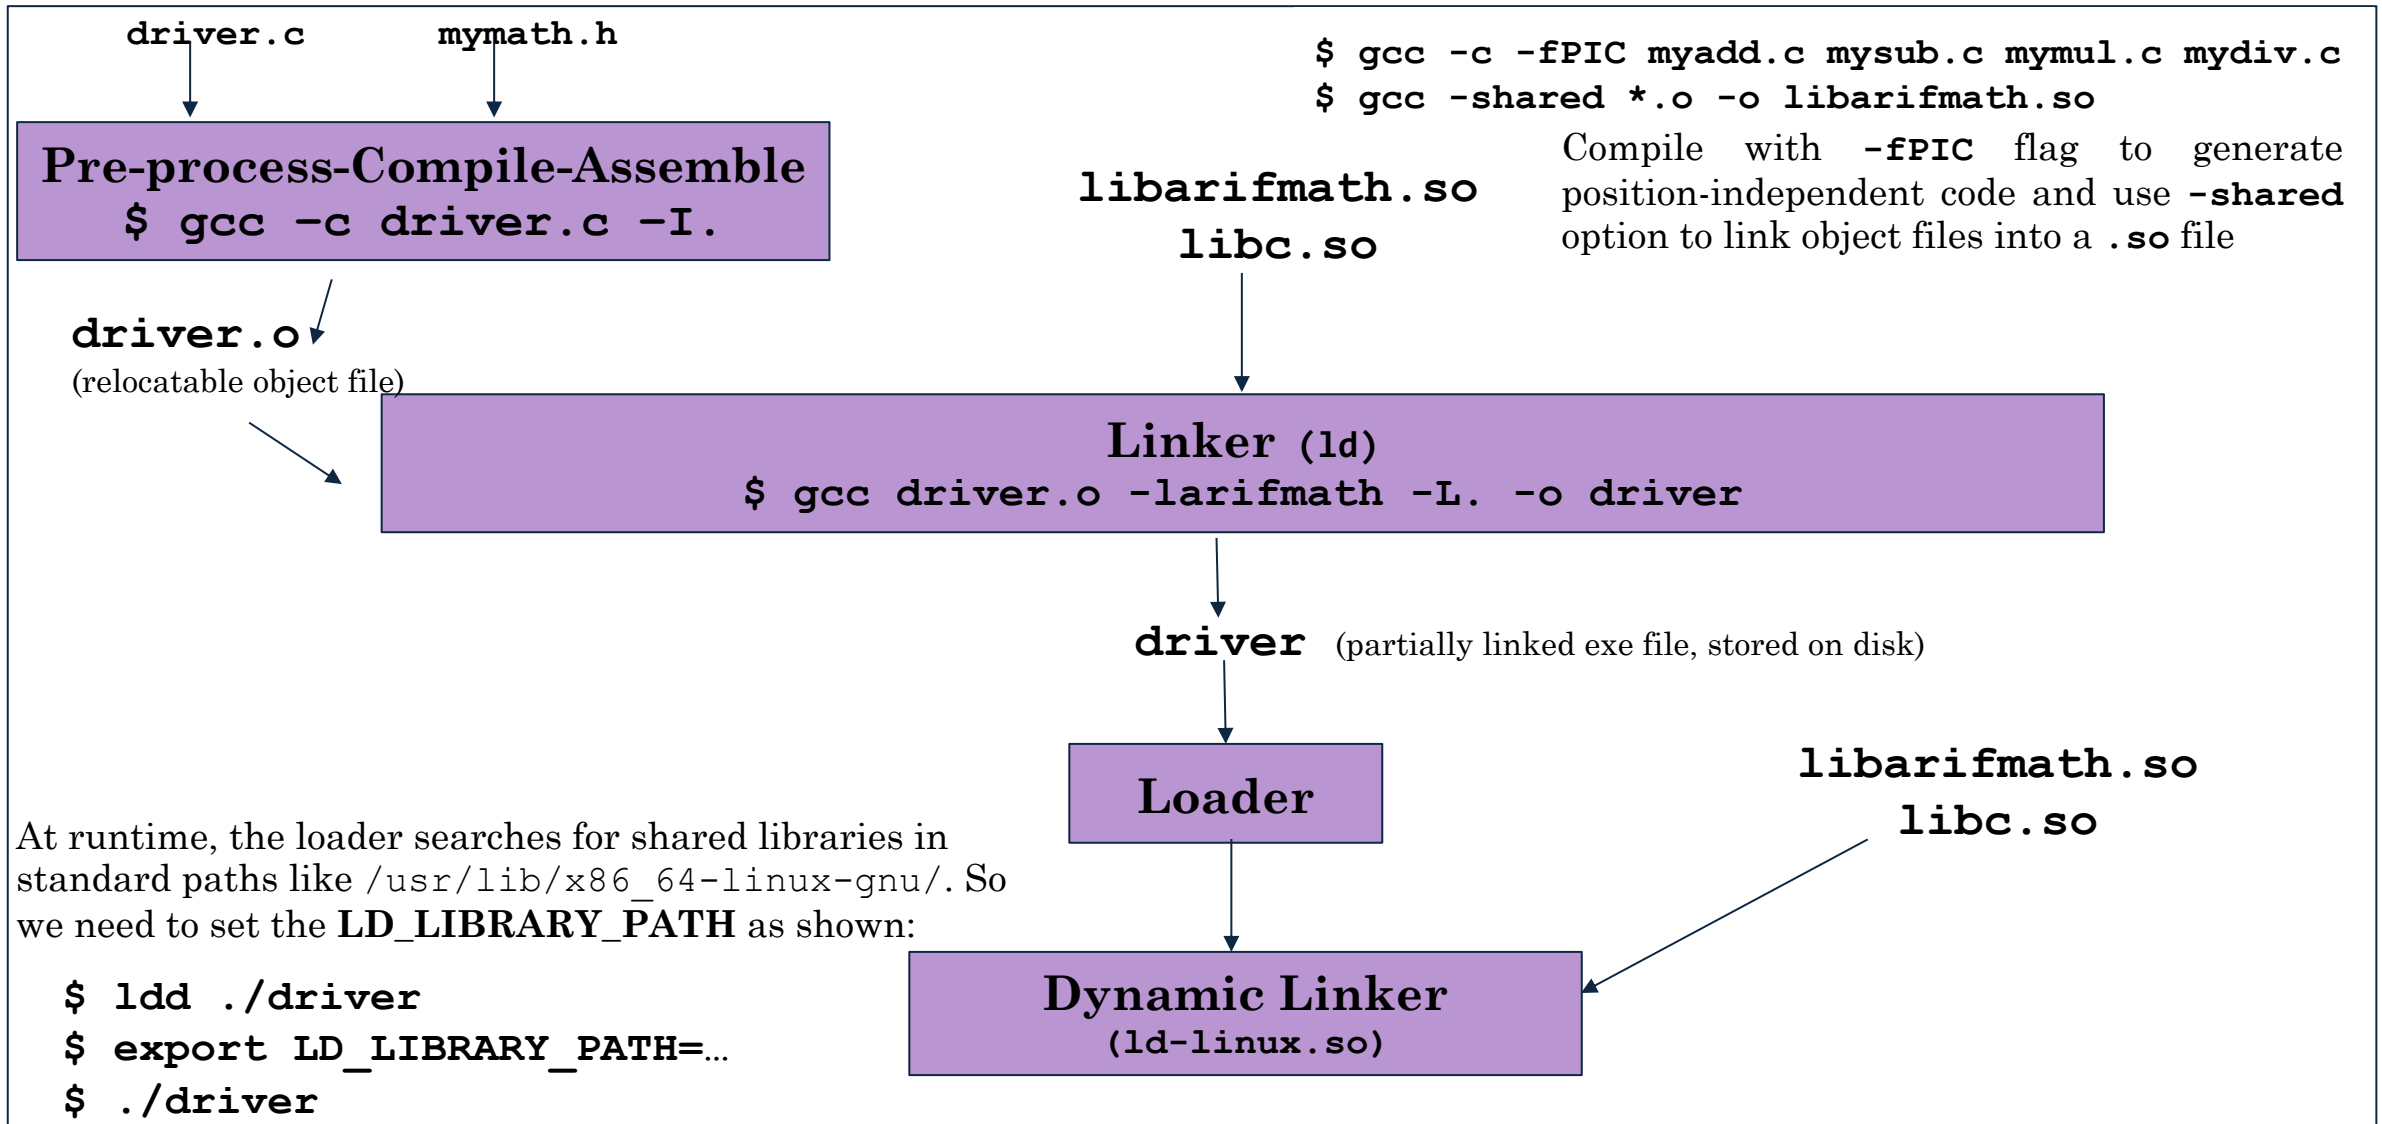 driver.c mymath.h
$ gcc -c -fPIC myadd.c mysub.c mymul.c mydiv.c
$ gcc -shared *.o -o libarifmath.so
Compile with -fPIC flag to generate
position-independent code and use -shared
option to link object files into a .so file
Pre-process-Compile-Assemble
$ gcc –c driver.c –I.
libarifmath.so
libc.so
driver.o
(relocatable object file)
Linker (ld)
$ gcc driver.o -larifmath -L. -o driver
driver (partially linked exe file, stored on disk)
Loader
libarifmath.so
libc.so
At runtime, the loader searches for shared libraries in
standard paths like /usr/lib/x86_64-linux-gnu/. So
we need to set the LD_LIBRARY_PATH as shown:
$ ldd ./driver
$ export LD_LIBRARY_PATH=…
$ ./driver
Dynamic Linker
(ld-linux.so)